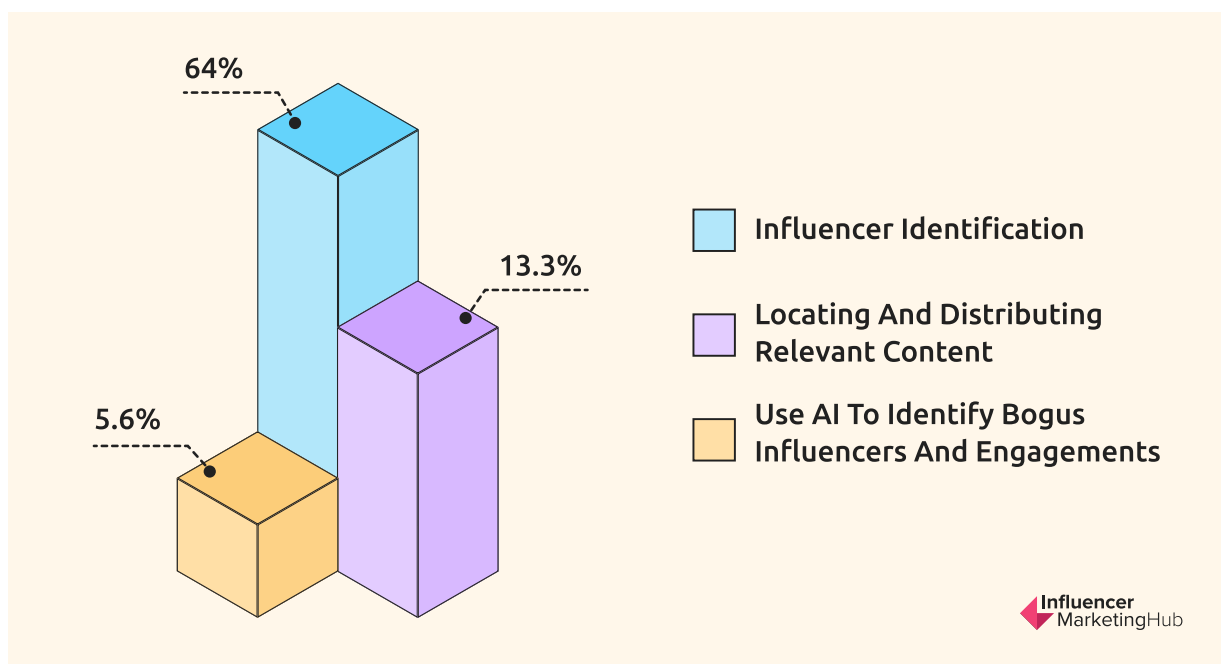 64%
13.3%
5.6%
Influencer Identification
Locating And Distributing
Relevant Content
Use AI To Identify Bogus
Influencers And Engagements
Influencer
MarketingHub